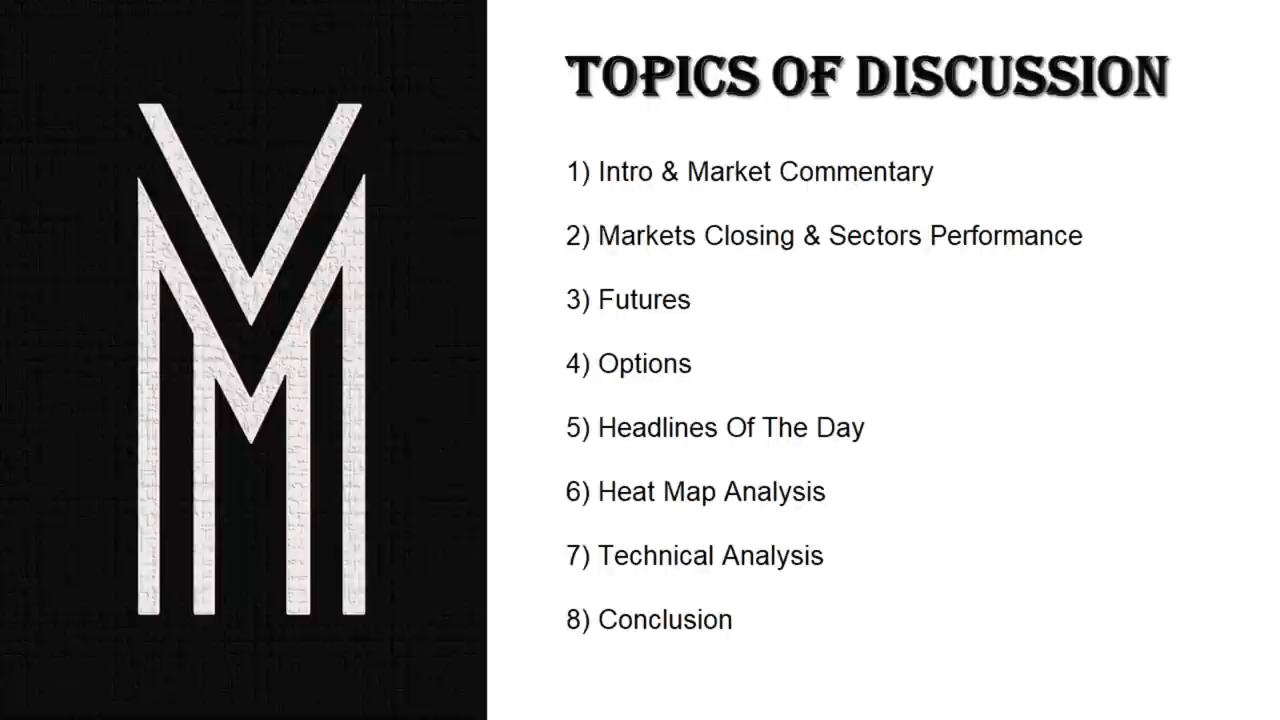 TOPICS OF DISCUSSION
1) Intro & Market Commentary
2) Markets Closing & Sectors Performance
3) Futures
4) Options
5) Headlines Of The Day
6) Heat Map Analysis
7) Technical Analysis
8) Conclusion